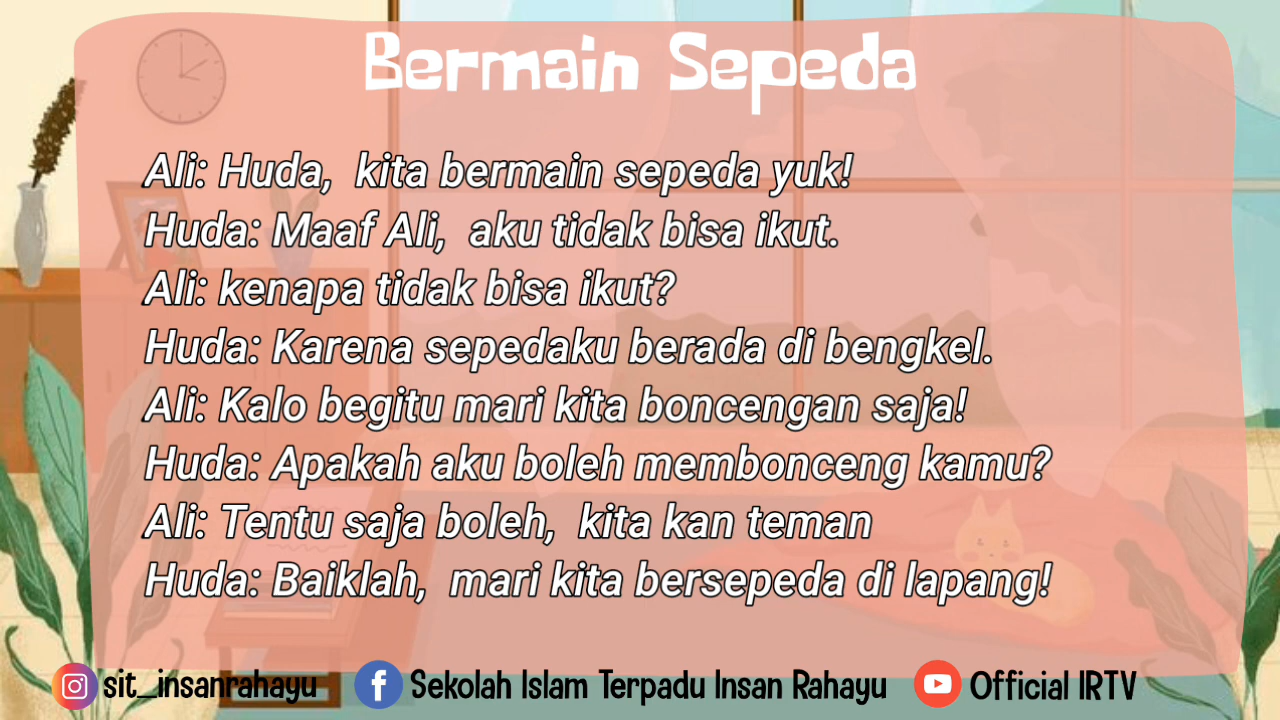 Bermain Sepeda
Ali: Huda, kita bermain sepeda yuk!
Huda: Maaf Ali, aku tidak bisa ikut.
Ali: kenapa tidak bisa ikut?
Huda: Karena sepedaku berada di bengkel.
Ali: Kalo begitu mari kita boncengan saja!
Huda: Apakah aku boleh membonceng kamu?
Ali: Tentu saja boleh, kita kan teman
Huda: Baiklah, mari kita bersepeda di lapang!
sit_insanrahayu Sekolah Islam Terpadu Insan Rahayu Official IRTV